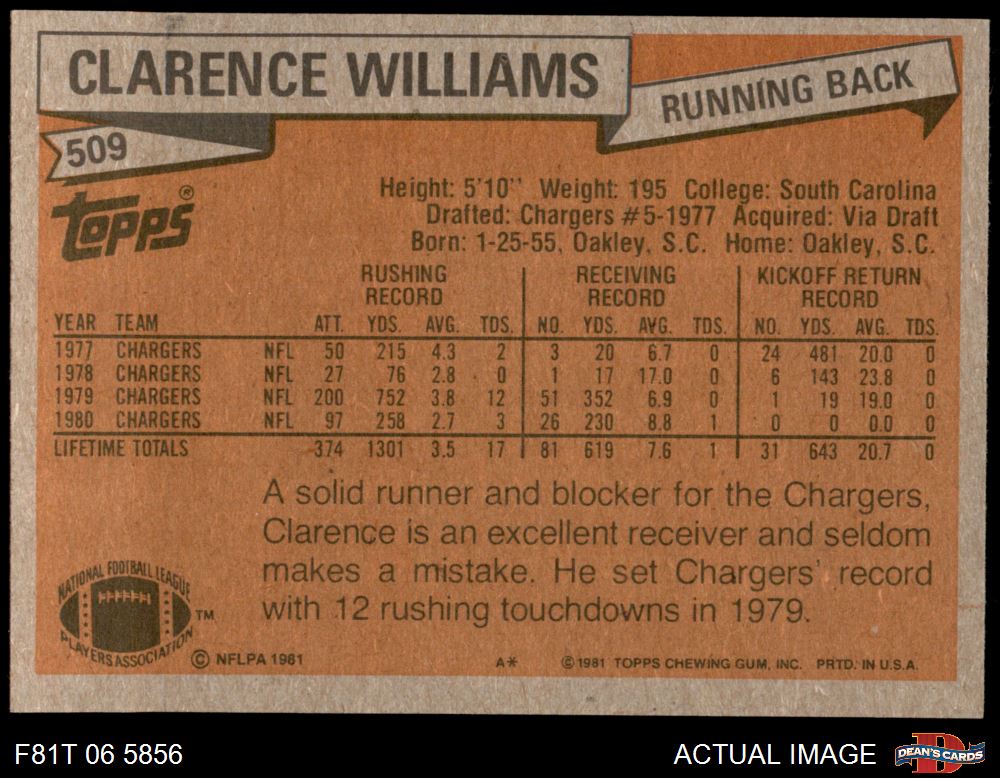 CLARENCE WILLIAMS
RUNNING BACK
509
TOPPS®
Height: 5'10'' Weight: 195 College: South Carolina
Drafted: Chargers #5-1977 Acquired: Via Draft
Born: 1-25-55, Oakley, S.C. Home: Oakley, S.C.
RUSHING RECORD RECEIVING RECORD KICKOFF RETURN RECORD
YEAR TEAM ATT. YDS. AVG. TDS. NO. YDS. AVG. TDS. NO. YDS. AVG. TDS.
1977 CHARGERS NFL 50 215 4.3 2 3 20 6.7 0 24 481 20.0 0
1978 CHARGERS NFL 27 76 2.8 0 1 17 17.0 0 6 143 23.8 0
1979 CHARGERS NFL 200 752 3.8 12 51 352 6.9 0 1 19 19.0 0
1980 CHARGERS NFL 97 258 2.7 3 26 230 8.8 1 0 0 0.0 0
LIFETIME TOTALS 374 1301 3.5 17 81 619 7.6 1 31 643 20.7 0
A solid runner and blocker for the Chargers,
Clarence is an excellent receiver and seldom
makes a mistake. He set Chargers' record
with 12 rushing touchdowns in 1979.
NATIONAL FOOTBALL LEAGUE
PLAYERS ASSOCIATION
TM
© NFLPA 1981 A* © 1981 TOPPS CHEWING GUM, INC. PRTD. IN U.S.A.
F81T 06 5856 ACTUAL IMAGE
D
DEAN'S CARDS